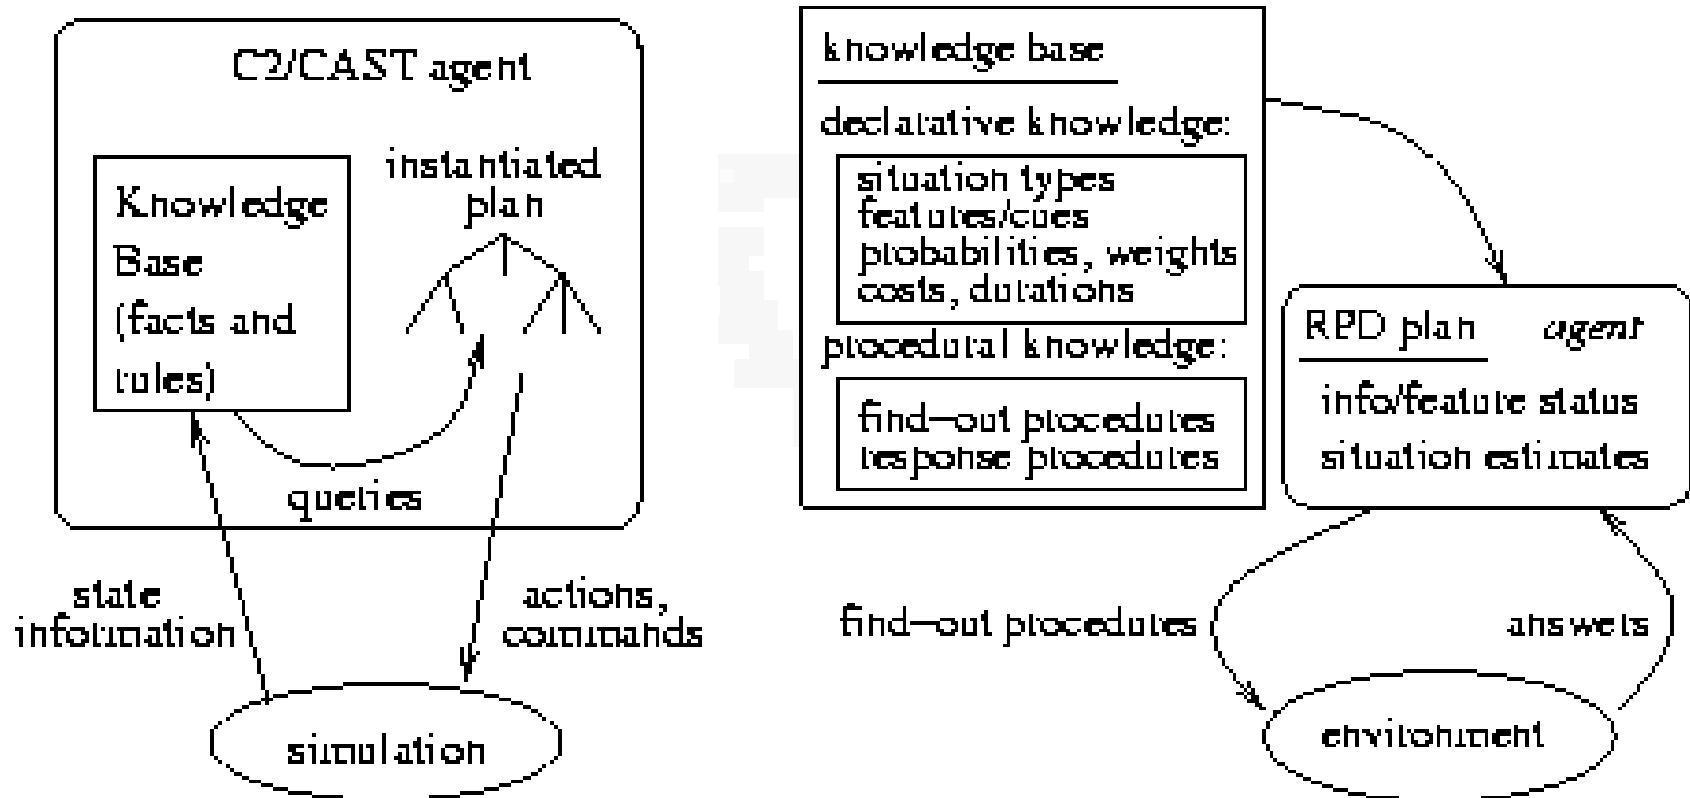 C2/CAST agent
Knowledge
Base
(facts and
rules)
instantiated
plan
queries
state
information
actions,
commands
simulation
knowledge base
declarative knowledge:
situation types
features/cues
probabilities, weights
costs, durations
procedural knowledge:
find-out procedures
response procedures
RPD plan agent
info/feature status
situation estimates
find-out procedures
answers
environment